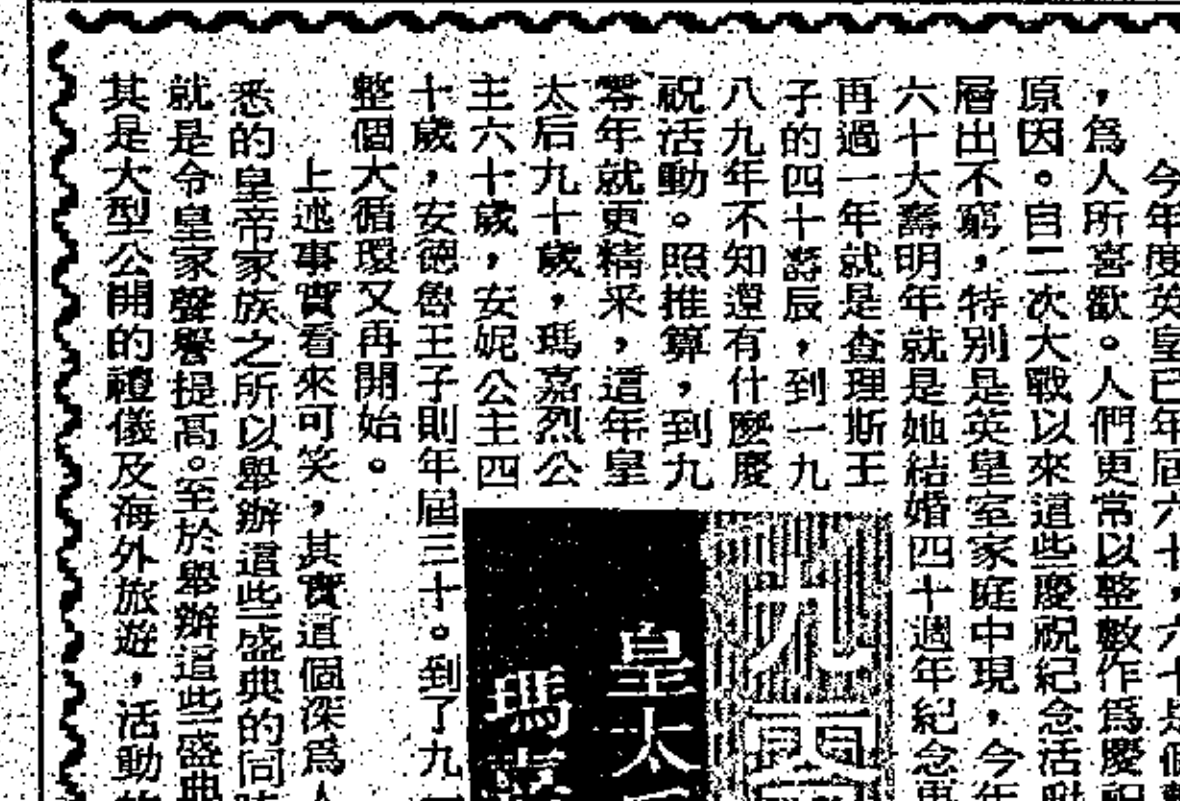 今年度英皇已年屆六十，六十是個
，爲人所喜歡。人們更常以整數作爲慶祝
原因。自二次大戰以來這些慶祝紀念活動
層出不窮，特別是英皇室家庭中現，今年
六十大壽明年就是她結婚四十週年紀念再
再過一年就是查理斯王
子的四十壽辰，到一九
八九年不知還有什麼慶
祝活動。照推算，到九
零年就更精采，這年皇
太后九十歲，瑪嘉烈公
主六十歲，安妮公主四
十歲，安德魯王子則年屆三十。到了九
整個大循環又再開始。
上述事實看來可笑，其實這個深爲人
悉的皇帝家族之所以舉辦這些盛典的同時
就是令皇家聲譽提高。至於舉辦這些盛典
其是大型公開的禮儀及海外旅遊，活動
九零
皇太后
瑪嘉